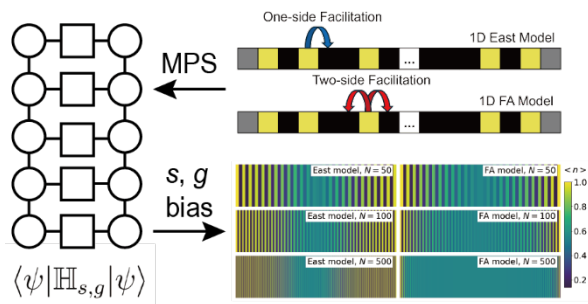 One-side Facilitation
1D East Model
...
MPS
Two-side Facilitation
...
1D FA Model
s, g
bias
<n>
East model, N = 50
FA model, N = 50
1.0
0.8
East model, N = 100
FA model, N = 100
0.6
0.4
East model, N = 500
FA model, N = 500
0.2
⟨ψ|ℍs,g|ψ⟩